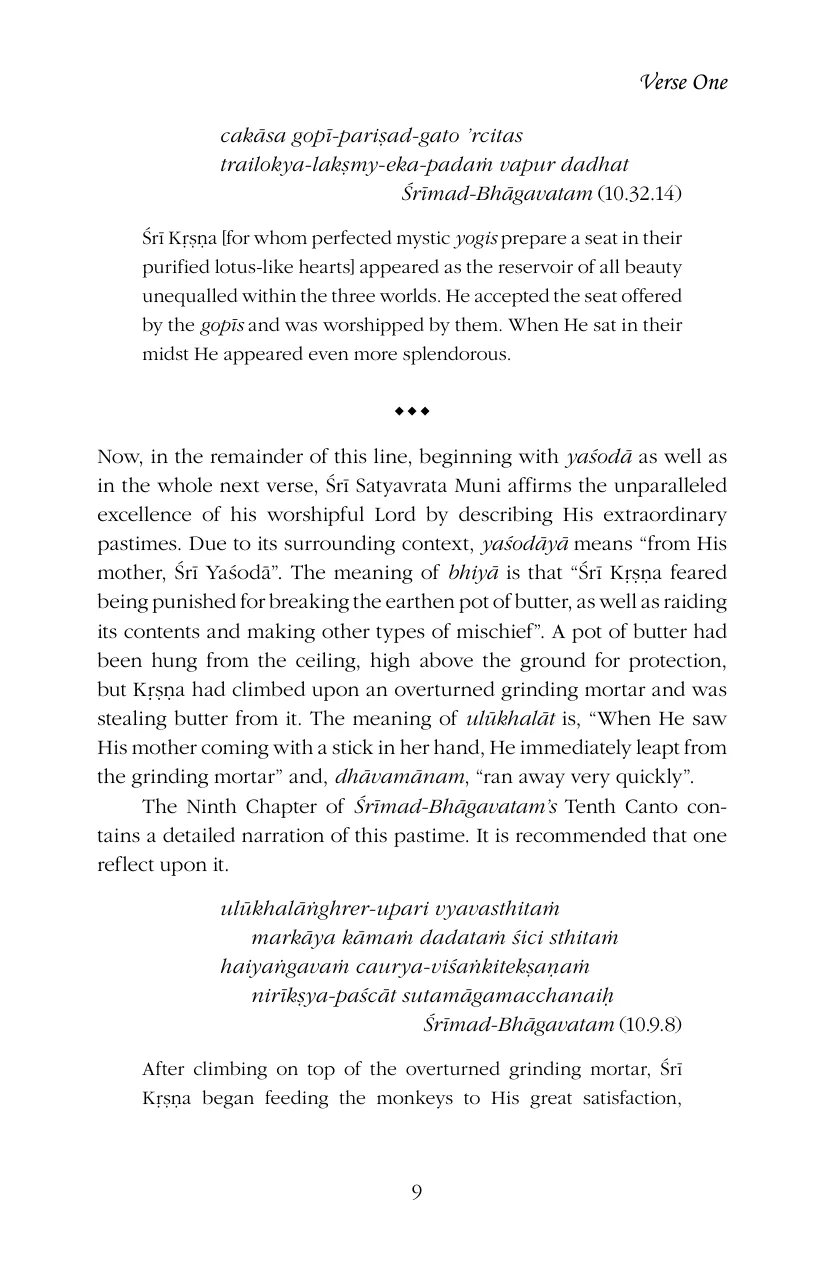 Verse One
cakāsa gopī-pariṣad-gato 'rcitas
trailokya-lakṣmy-eka-padaṁ vapur dadhat
Śrīmad-Bhāgavatam (10.32.14)
Śrī Kṛṣṇa [for whom perfected mystic yogis prepare a seat in their
purified lotus-like hearts] appeared as the reservoir of all beauty
unequalled within the three worlds. He accepted the seat offered
by the gopīs and was worshipped by them. When He sat in their
midst He appeared even more splendorous.
◆◆◆
Now, in the remainder of this line, beginning with yaśodā as well as
in the whole next verse, Śrī Satyavrata Muni affirms the unparalleled
excellence of his worshipful Lord by describing His extraordinary
pastimes. Due to its surrounding context, yaśodāyā means “from His
mother, Śrī Yaśodā”. The meaning of bhiyā is that “Śrī Kṛṣṇa feared
being punished for breaking the earthen pot of butter, as well as raiding
its contents and making other types of mischief”. A pot of butter had
been hung from the ceiling, high above the ground for protection,
but Kṛṣṇa had climbed upon an overturned grinding mortar and was
stealing butter from it. The meaning of ulūkhalāt is, “When He saw
His mother coming with a stick in her hand, He immediately leapt from
the grinding mortar” and, dhāvamānam, “ran away very quickly”.
The Ninth Chapter of Śrīmad-Bhāgavatam’s Tenth Canto con-
tains a detailed narration of this pastime. It is recommended that one
reflect upon it.
ulūkhalāṅghrer-upari vyavasthitaṁ
markāya kāmaṁ dadataṁ śici sthitaṁ
haiyaṅgavaṁ caurya-viśaṅkitekṣaṇaṁ
nirīkṣya-paścāt sutamāgamacchanaiḥ
Śrīmad-Bhāgavatam (10.9.8)
After climbing on top of the overturned grinding mortar, Śrī
Kṛṣṇa began feeding the monkeys to His great satisfaction,
9